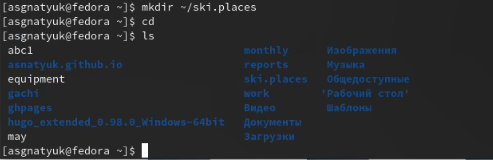 [asgnatyuk@fedora ~]$ mkdir ~/ski.places
[asgnatyuk@fedora ~]$ cd
[asgnatyuk@fedora ~]$ ls
abc1 monthly Изображения
asnatyuk.github.io reports Музыка
equipment ski.places Общедоступные
gachi work 'Рабочий стол'
ghpages Видео Шаблоны
hugo_extended_0.98.0_Windows-64bit Документы
may Загрузки
[asgnatyuk@fedora ~]$